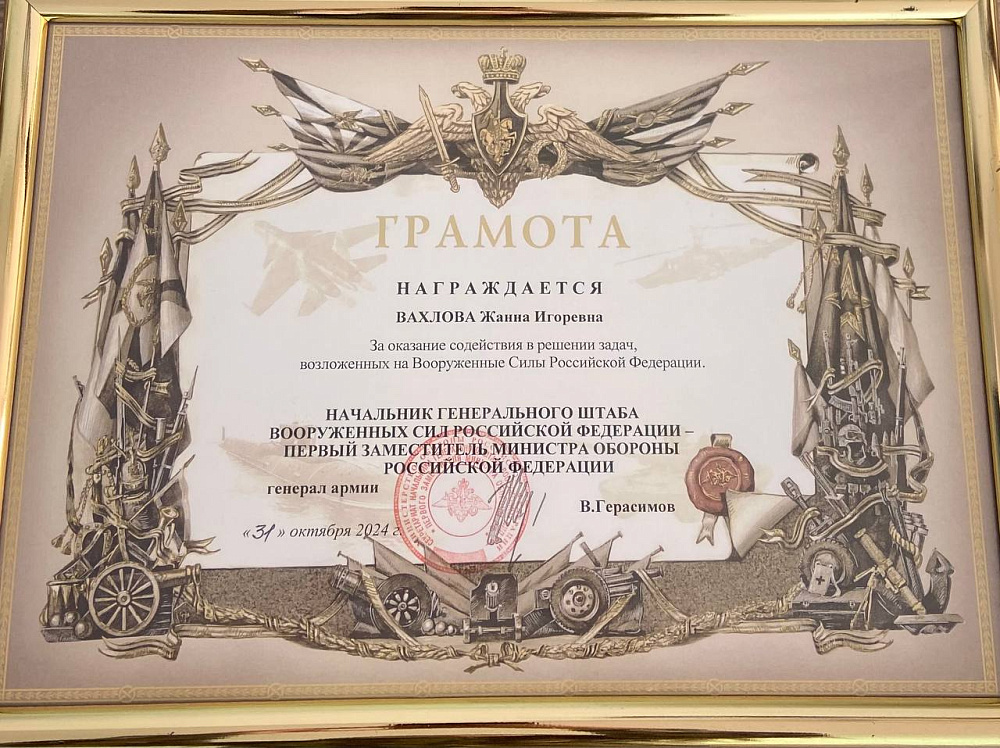 ГРАМОТА
НАГРАЖДАЕТСЯ
ВАХЛОВА Жанна Игоревна
За оказание содействия в решении задач,
возложенных на Вооруженные Силы Российской Федерации.
НАЧАЛЬНИК ГЕНЕРАЛЬНОГО ШТАБА
ВООРУЖЕННЫХ СИЛ РОССИЙСКОЙ ФЕДЕРАЦИИ –
ПЕРВЫЙ ЗАМЕСТИТЕЛЬ МИНИСТРА ОБОРОНЫ
РОССИЙСКОЙ ФЕДЕРАЦИИ
генерал армии
В.Герасимов
«31» октября 2024 г.